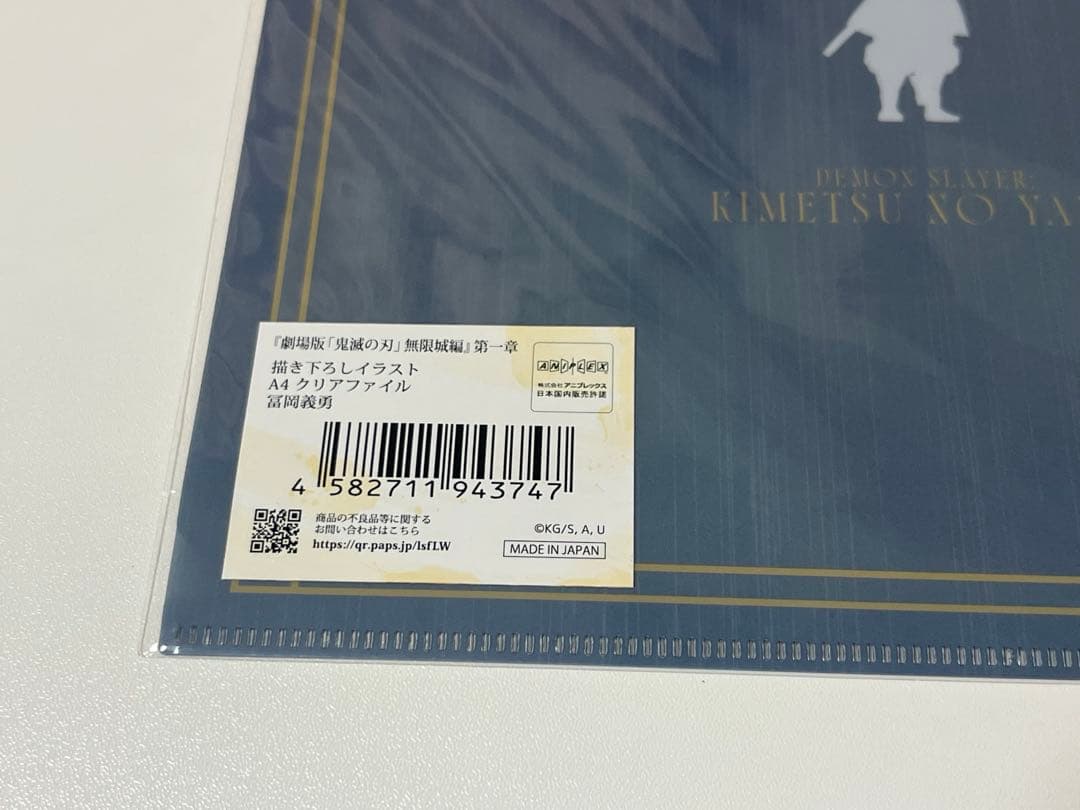 DEMON SLAYER:
KIMETSU NO YA
『劇場版「鬼滅の刃」無限城編』第一章
描き下ろしイラスト
A4 クリアファイル
冨岡義勇
ANIPLEX
株式会社アニプレックス
日本国内販売許諾
4 582711 943747
商品の不良品等に関する
お問い合わせはこちら
https://qr.paps.jp/lsfLW
©KG/S, A, U
MADE IN JAPAN